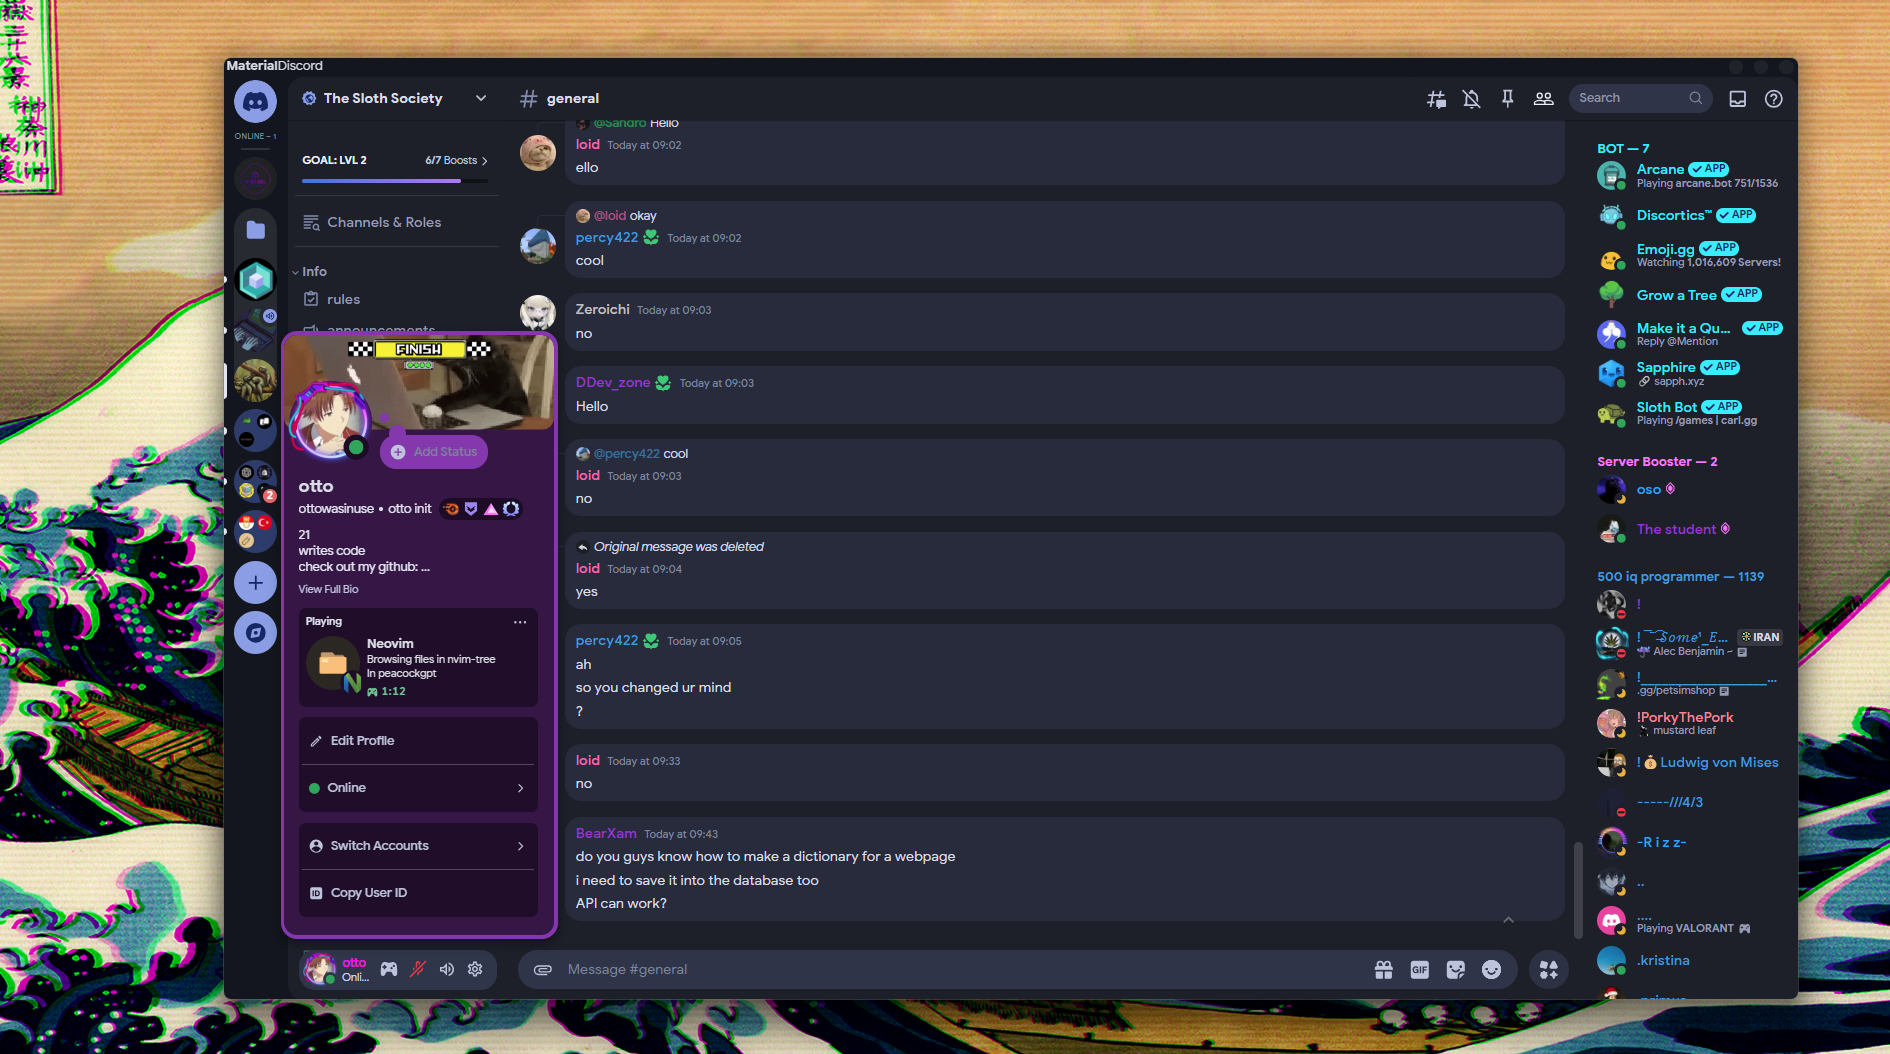 MaterialDiscord
ONLINE – 1
The Sloth Society
GOAL: LVL 2
6/7 Boosts
Channels & Roles
Info
rules
announcements
FINISH
Add Status
otto
ottowasinuse • otto init
21
writes code
check out my github: ...
View Full Bio
Playing
Neovim
Browsing files in nvim-tree
In peacockgpt
1:12
Edit Profile
Online
Switch Accounts
ID Copy User ID
otto
Onli...
2
general
Search
@Sandro Hello
loid Today at 09:02
ello
@loid okay
percy422 Today at 09:02
cool
Zeroichi Today at 09:03
no
DDev_zone Today at 09:03
Hello
@percy422 cool
loid Today at 09:03
no
Original message was deleted
loid Today at 09:04
yes
percy422 Today at 09:05
ah
so you changed ur mind
?
loid Today at 09:33
no
BearXam Today at 09:43
do you guys know how to make a dictionary for a webpage
i need to save it into the database too
API can work?
Message #general
GIF
BOT — 7
Arcane APP
Playing arcane.bot 751/1536
Discortics™ APP
Emoji.gg APP
Watching 1,016,609 Servers!
Grow a Tree APP
Make it a Qu... APP
Reply @Mention
Sapphire APP
sapph.xyz
Sloth Bot APP
Playing /games | carl.gg
Server Booster — 2
oso
The student
500 iq programmer — 1139
!
IRAN
Alec Benjamin –
!__________________...
.gg/petsimshop
!PorkyThePork
mustard leaf
! Ludwig von Mises
-----///4/3
-R i z z-
..
....
Playing VALORANT
.kristina